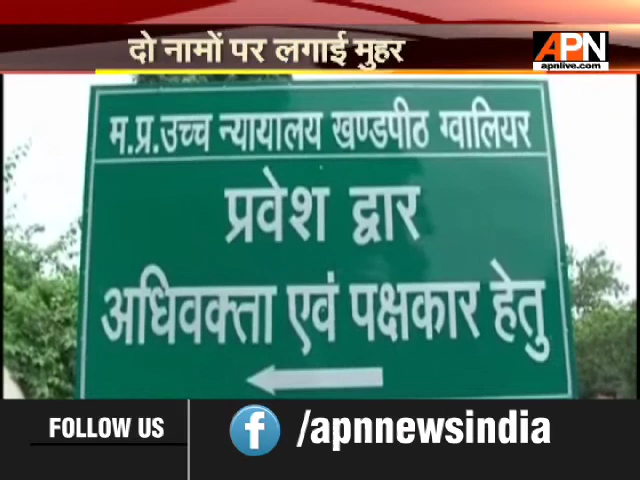 दो नामों पर लगाई मुहर
APN
apnlive.com
म.प्र.उच्च न्यायालय खण्डपीठ ग्वालियर
प्रवेश द्वार
अधिवक्ता एवं पक्षकार हेतु
FOLLOW US
f /apnnewsindia